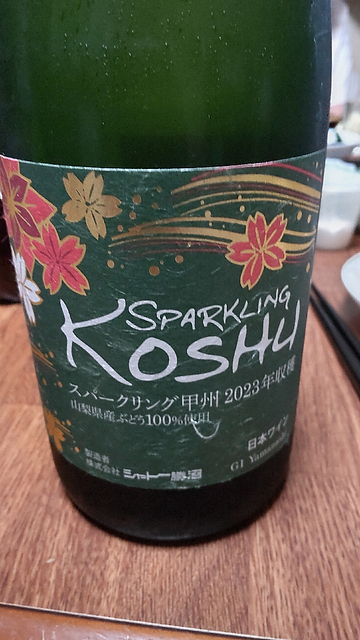 SPARKLING
KOSHU
スパークリング 甲州 2023年収穫
山梨県産ぶどう100%使用
製造者
株式会社 シャトー勝沼
日本ワイン
GI Yamanashi